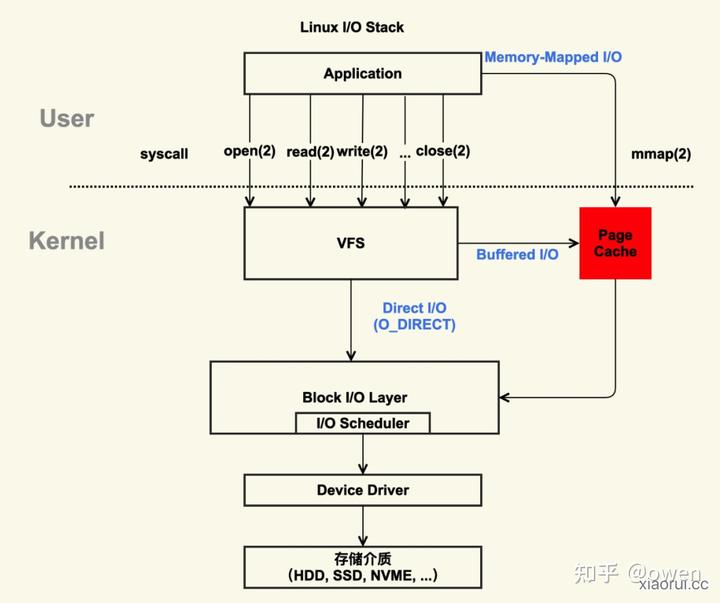 Linux I/O Stack
Application
Memory-Mapped I/O
User
syscall
open(2)
read(2)
write(2)
...
close(2)
mmap(2)
Kernel
VFS
Buffered I/O
Page
Cache
Direct I/O
(O_DIRECT)
Block I/O Layer
I/O Scheduler
Device Driver
存储介质
（HDD, SSD, NVME, ...）
知乎 @owen
xiaorui.cc